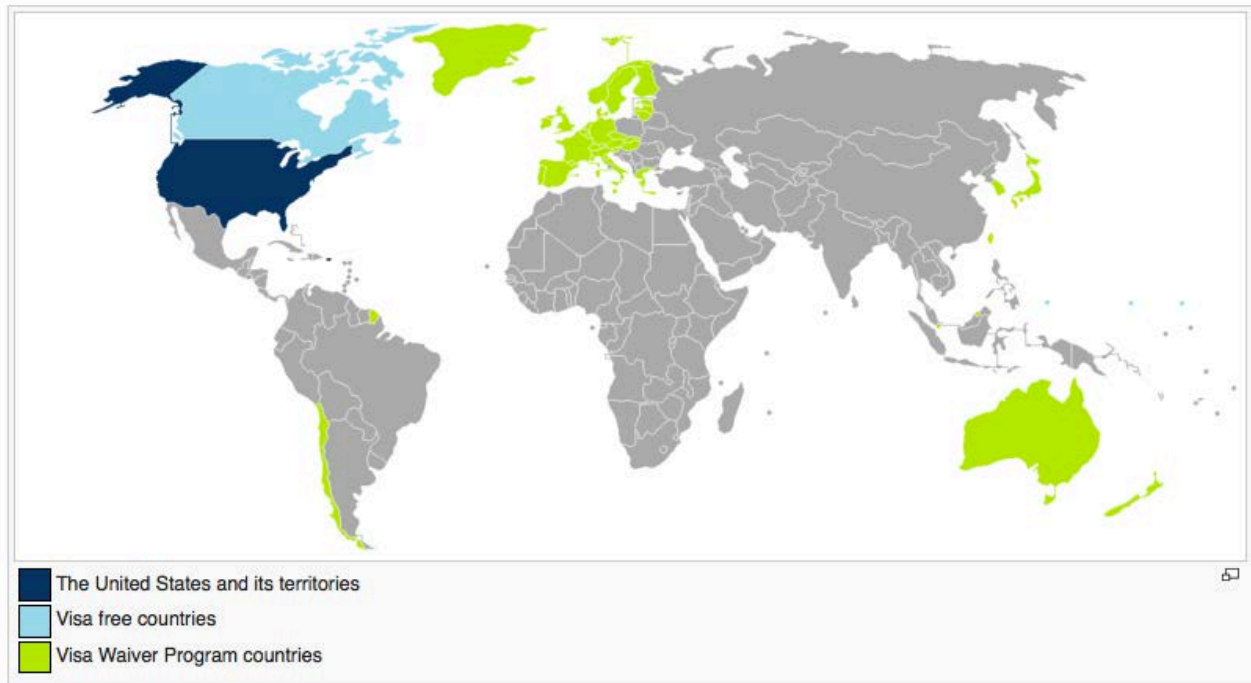 The United States and its territories
Visa free countries
Visa Waiver Program countries